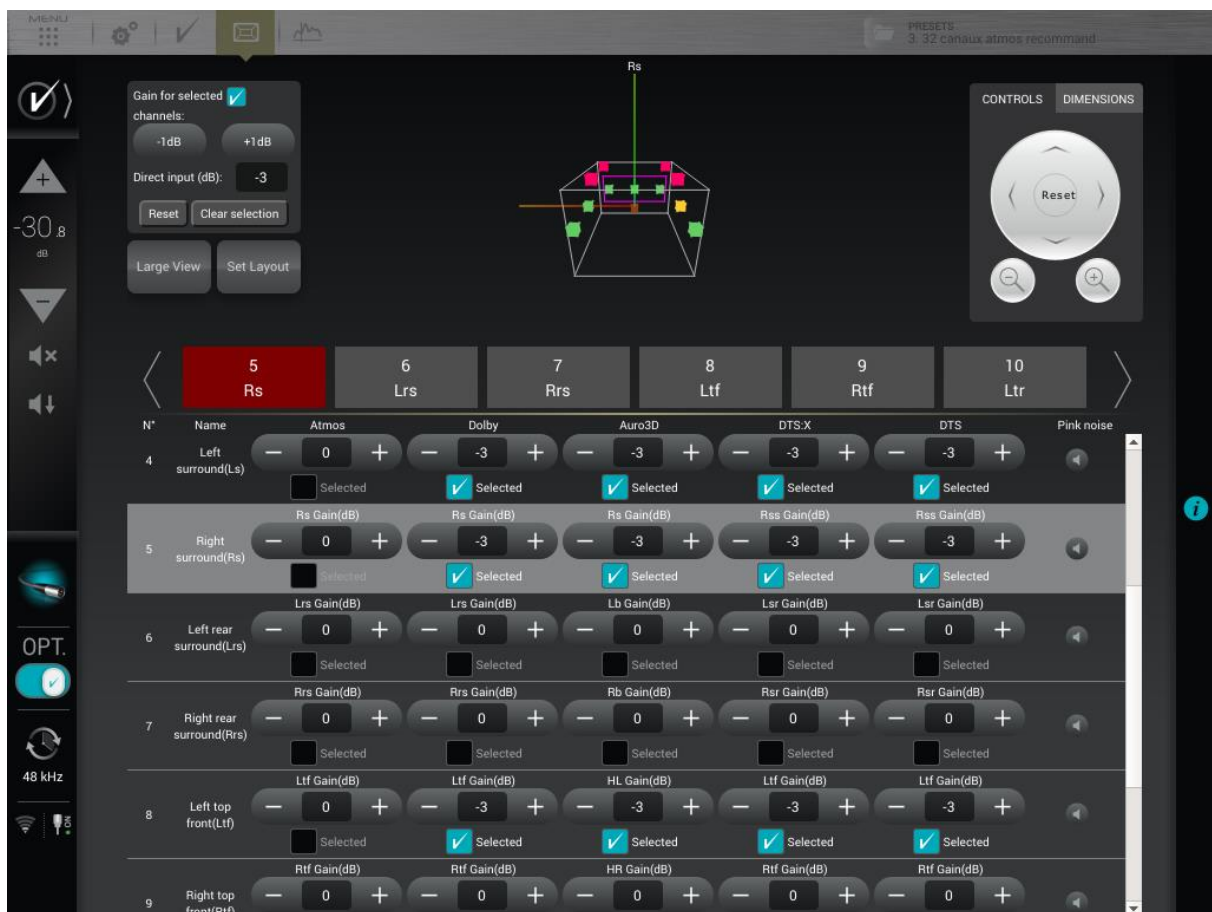 MENU
PRESETS
3. 32 canaux atmos recommand
Rs
Gain for selected
channels:
-1dB +1dB
Direct input (dB): -3
Reset Clear selection
Large View Set Layout
CONTROLS DIMENSIONS
Reset
-30.8
dB
5 6 7 8 9 10
Rs Lrs Rrs Ltf Rtf Ltr
N° Name Atmos Dolby Auro3D DTS:X DTS Pink noise
4 Left surround(Ls) 0 -3 -3 -3 -3
Selected Selected Selected Selected Selected
Rs Gain(dB) Rs Gain(dB) Rs Gain(dB) Rss Gain(dB) Rss Gain(dB)
5 Right surround(Rs) 0 -3 -3 -3 -3
Selected Selected Selected Selected Selected
Lrs Gain(dB) Lrs Gain(dB) Lb Gain(dB) Lsr Gain(dB) Lsr Gain(dB)
6 Left rear surround(Lrs) 0 0 0 0 0
Selected Selected Selected Selected Selected
Rrs Gain(dB) Rrs Gain(dB) Rb Gain(dB) Rsr Gain(dB) Rsr Gain(dB)
7 Right rear surround(Rrs) 0 0 0 0 0
Selected Selected Selected Selected Selected
Ltf Gain(dB) Ltf Gain(dB) HL Gain(dB) Ltf Gain(dB) Ltf Gain(dB)
8 Left top front(Ltf) 0 -3 -3 -3 -3
Selected Selected Selected Selected Selected
Rtf Gain(dB) Rtf Gain(dB) HR Gain(dB) Rtf Gain(dB) Rtf Gain(dB)
9 Right top front(Rtf) 0 0 0 0 0
OPT.
48 kHz
ON
i